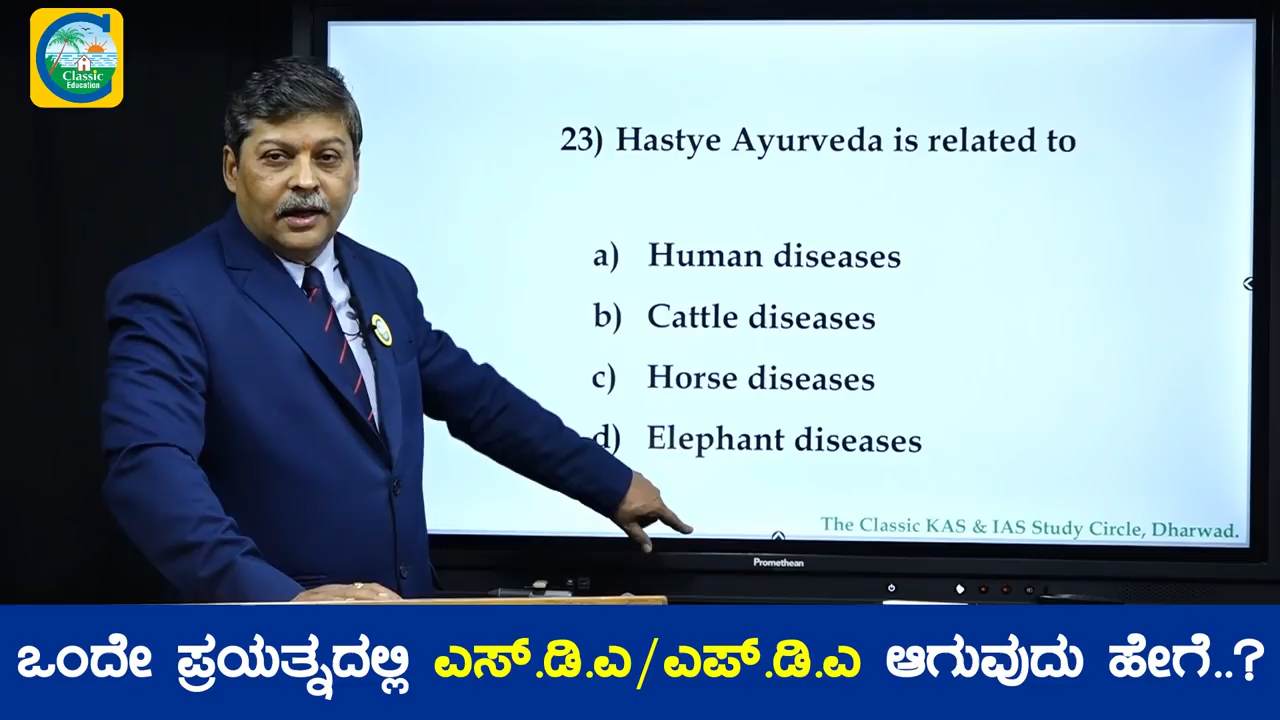 Classic
Education
23) Hastye Ayurveda is related to
a) Human diseases
b) Cattle diseases
c) Horse diseases
d) Elephant diseases
The Classic KAS & IAS Study Circle, Dharwad.
Promethean
ಒಂದೇ ಪ್ರಯತ್ನದಲ್ಲಿ ಎಸ್.ಡಿ.ಎ/ಎಫ್.ಡಿ.ಎ ಆಗುವುದು ಹೇಗೆ..?